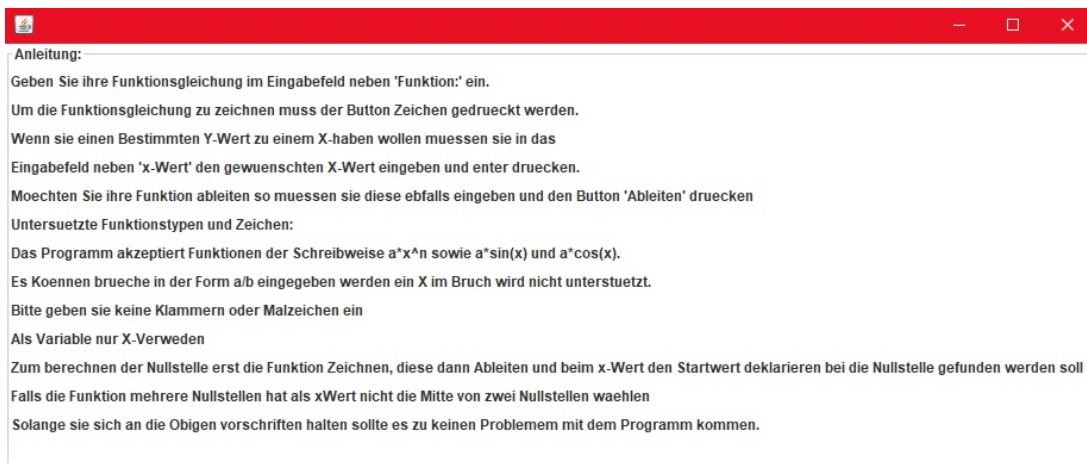 Anleitung:
Geben Sie ihre Funktionsgleichung im Eingabefeld neben 'Funktion:' ein.
Um die Funktionsgleichung zu zeichnen muss der Button Zeichen gedrueckt werden.
Wenn sie einen Bestimmten Y-Wert zu einem X-haben wollen muessen sie in das
Eingabefeld neben 'x-Wert' den gewuenschten X-Wert eingeben und enter druecken.
Moechten Sie ihre Funktion ableiten so muessen sie diese ebfalls eingeben und den Button 'Ableiten' druecken
Untersuetzte Funktionstypen und Zeichen:
Das Programm akzeptiert Funktionen der Schreibweise a*x^n sowie a*sin(x) und a*cos(x).
Es Koennen brueche in der Form a/b eingegeben werden ein X im Bruch wird nicht unterstuetzt.
Bitte geben sie keine Klammern oder Malzeichen ein
Als Variable nur X-Verweden
Zum berechnen der Nullstelle erst die Funktion Zeichnen, diese dann Ableiten und beim x-Wert den Startwert deklarieren bei die Nullstelle gefunden werden soll
Falls die Funktion mehrere Nullstellen hat als xWert nicht die Mitte von zwei Nullstellen waehlen
Solange sie sich an die Obigen vorschriften halten sollte es zu keinen Problemem mit dem Programm kommen.